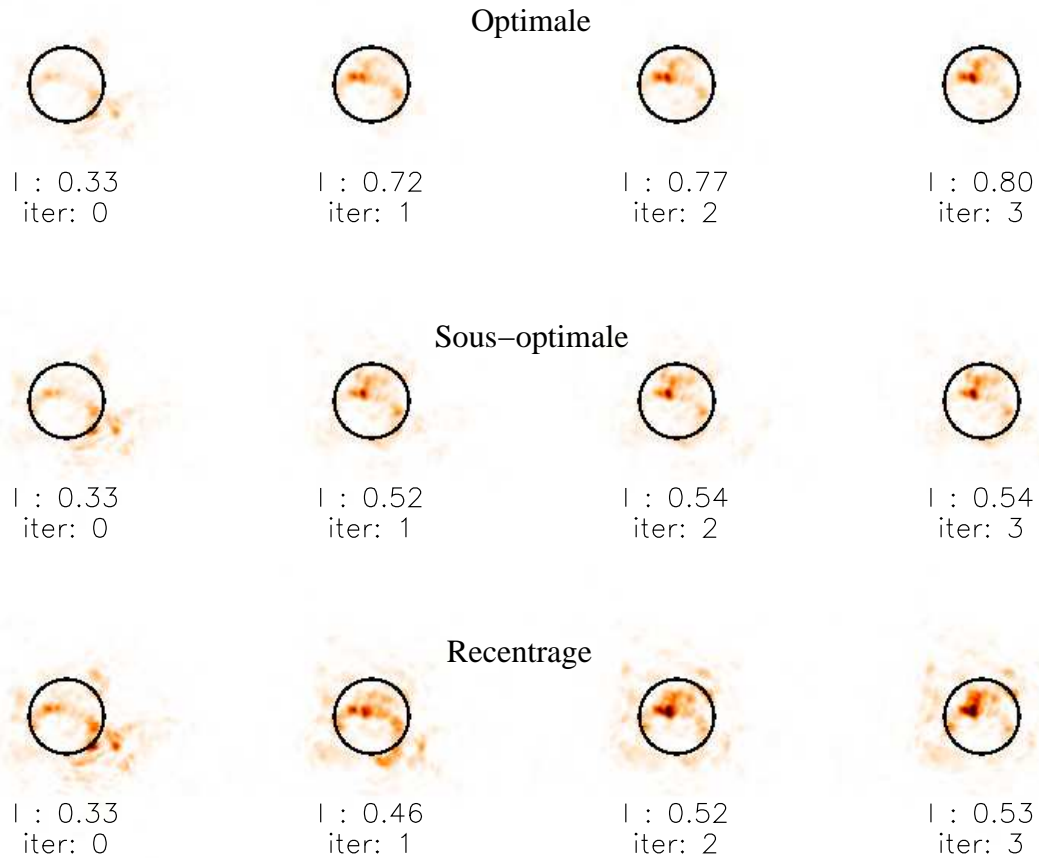 Optimale
I : 0.33 I : 0.72 I : 0.77 I : 0.80
iter: 0 iter: 1 iter: 2 iter: 3
Sous−optimale
I : 0.33 I : 0.52 I : 0.54 I : 0.54
iter: 0 iter: 1 iter: 2 iter: 3
Recentrage
I : 0.33 I : 0.46 I : 0.52 I : 0.53
iter: 0 iter: 1 iter: 2 iter: 3